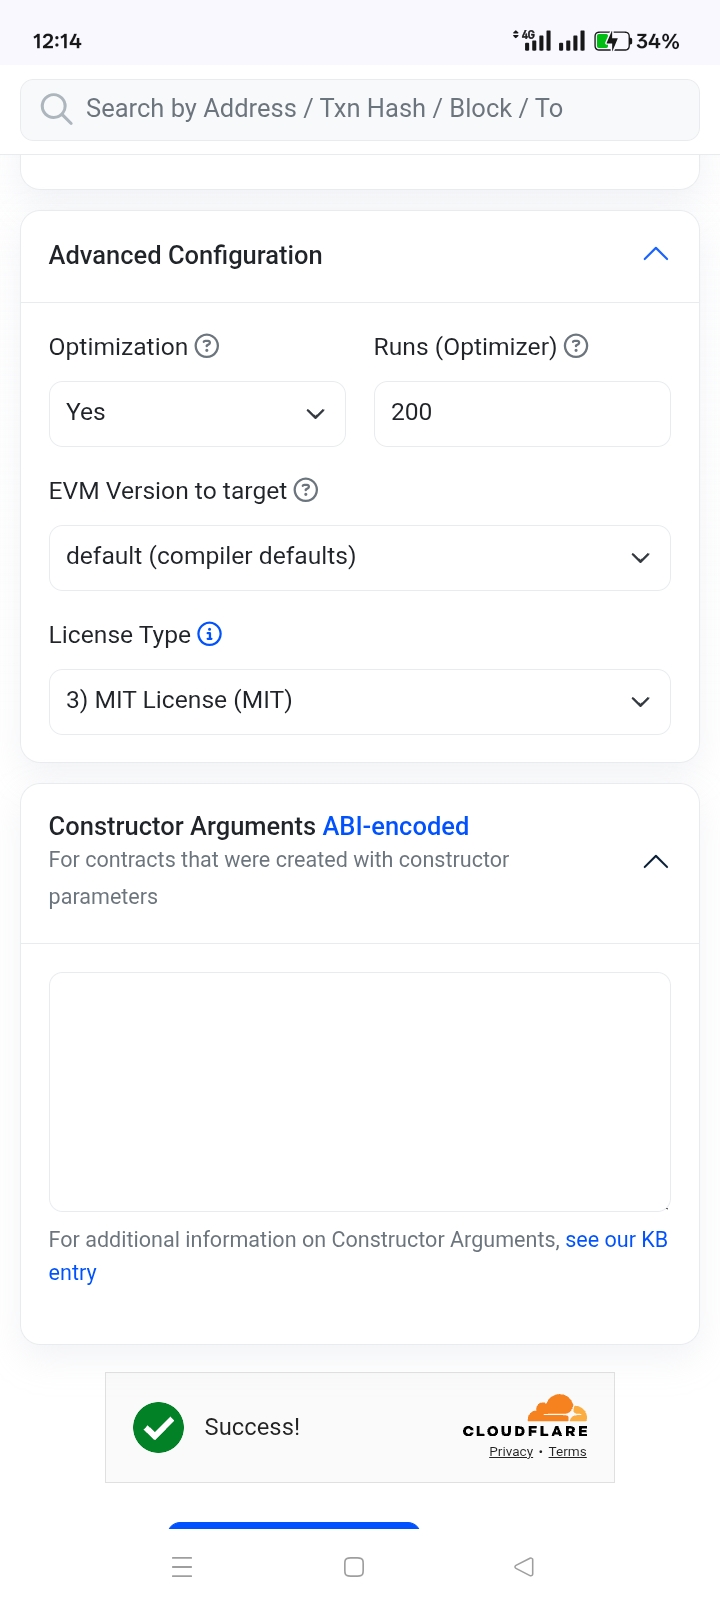 12:14
4G
34%
Search by Address / Txn Hash / Block / To
Advanced Configuration
Optimization
Runs (Optimizer)
Yes
200
EVM Version to target
default (compiler defaults)
License Type
3) MIT License (MIT)
Constructor Arguments ABI-encoded
For contracts that were created with constructor
parameters
For additional information on Constructor Arguments, see our KB
entry
Success!
CLOUDFLARE
Privacy • Terms